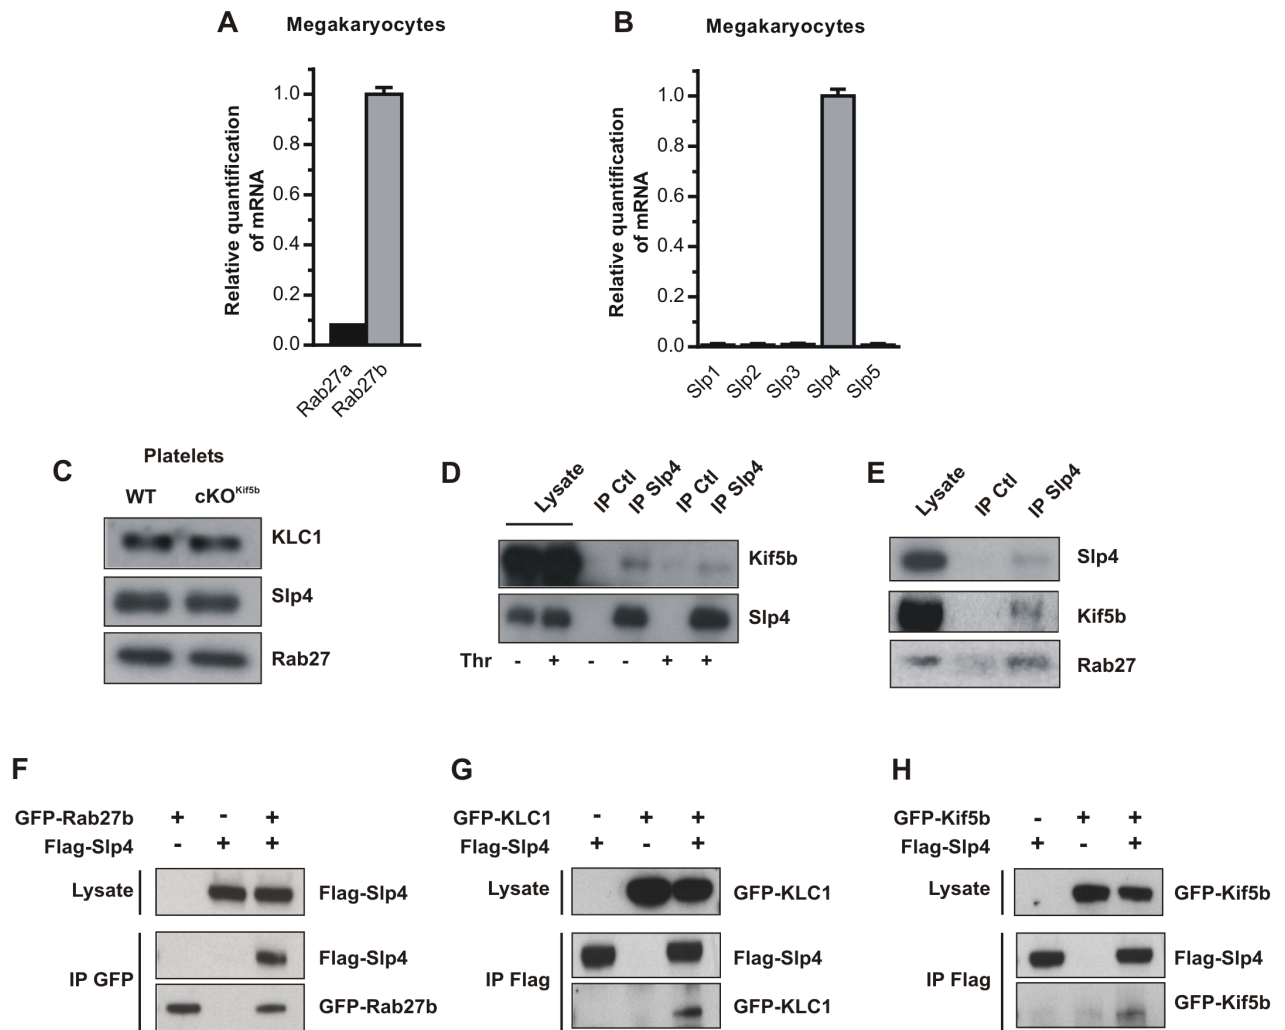 A
Megakaryocytes
Relative quantification
of mRNA
1.0
0.8
0.6
0.4
0.2
0.0
Rab27a
Rab27b
B
Megakaryocytes
Relative quantification
of mRNA
1.0
0.8
0.6
0.4
0.2
0.0
Slp1
Slp2
Slp3
Slp4
Slp5
C
Platelets
WT cKOKif5b
KLC1
Slp4
Rab27
D
Lysate IP Ctl IP Slp4 IP Ctl IP Slp4
Kif5b
Slp4
Thr - + - - + +
E
Lysate IP Ctl IP Slp4
Slp4
Kif5b
Rab27
F
GFP-Rab27b + - +
Flag-Slp4 - + +
Lysate Flag-Slp4
IP GFP
Flag-Slp4
GFP-Rab27b
G
GFP-KLC1 - + +
Flag-Slp4 + - +
Lysate GFP-KLC1
IP Flag
Flag-Slp4
GFP-KLC1
H
GFP-Kif5b - + +
Flag-Slp4 + - +
Lysate GFP-Kif5b
IP Flag
Flag-Slp4
GFP-Kif5b